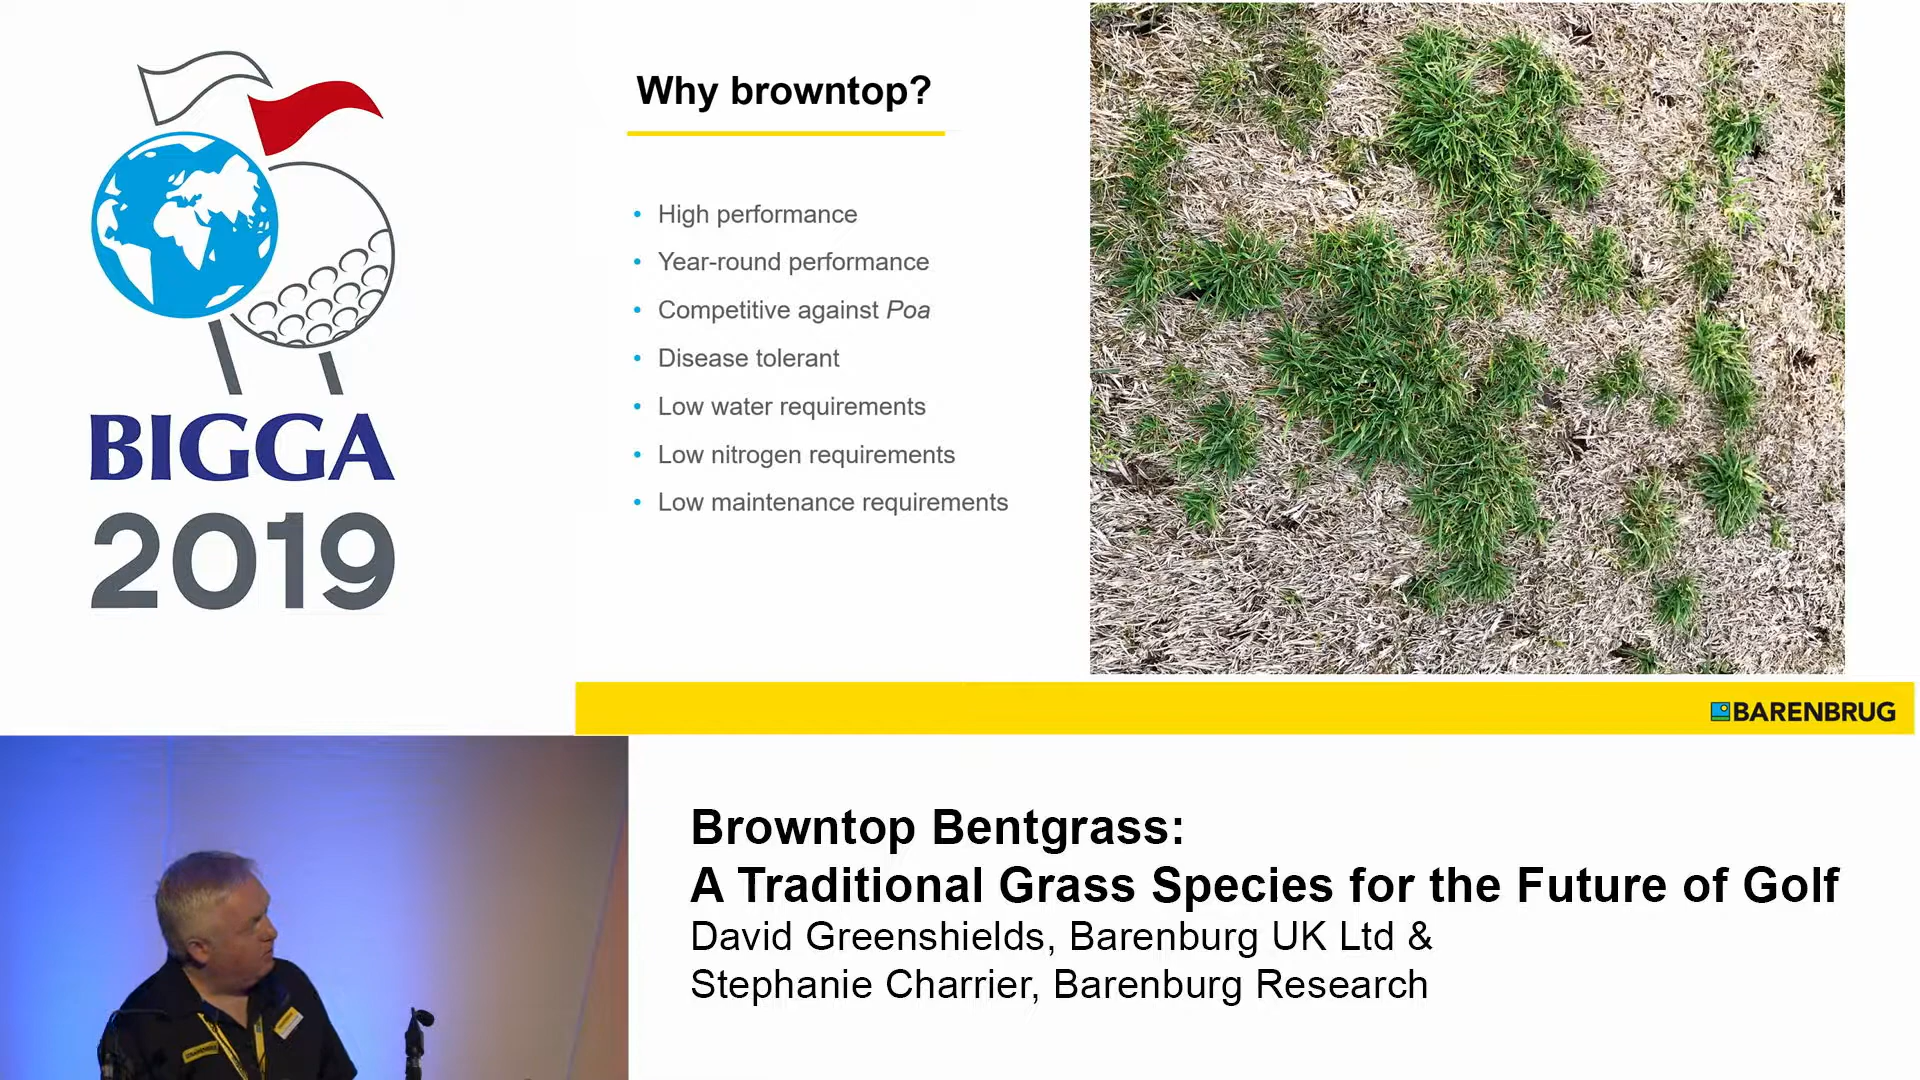 BIGGA
2019
Why browntop?
• High performance
• Year-round performance
• Competitive against Poa
• Disease tolerant
• Low water requirements
• Low nitrogen requirements
• Low maintenance requirements
BARENBRUG
Browntop Bentgrass:
A Traditional Grass Species for the Future of Golf
David Greenshields, Barenburg UK Ltd &
Stephanie Charrier, Barenburg Research